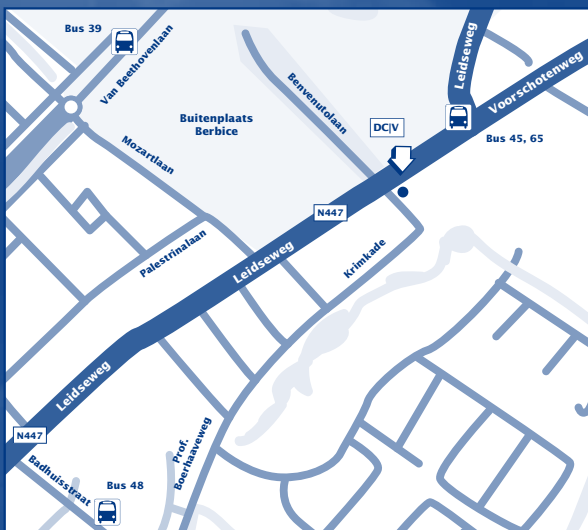 Bus 39
Van Beethovenlaan
Leidseweg
Voorschotenweg
Benvenutolaan
Buitenplaats
Berbice
DC|V
Bus 45, 65
Mozartlaan
N447
Palestrinalaan
Leidseweg
Krimkade
Leidseweg
N447
Prof.
Boerhaaveweg
Badhuisstraat
Bus 48